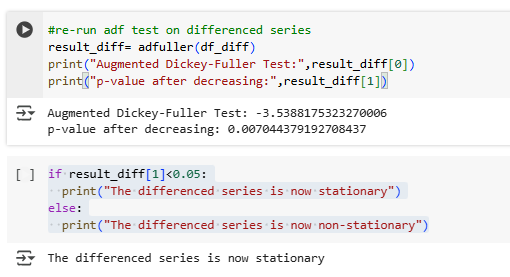 #re-run adf test on differenced series
result_diff= adfuller(df_diff)
print("Augmented Dickey-Fuller Test:",result_diff[0])
print("p-value after decreasing:",result_diff[1])
Augmented Dickey-Fuller Test: -3.5388175323270006
p-value after decreasing: 0.007044379192708437
[ ] if result_diff[1]<0.05:
  print("The differenced series is now stationary")
else:
  print("The differenced series is now non-stationary")
The differenced series is now stationary